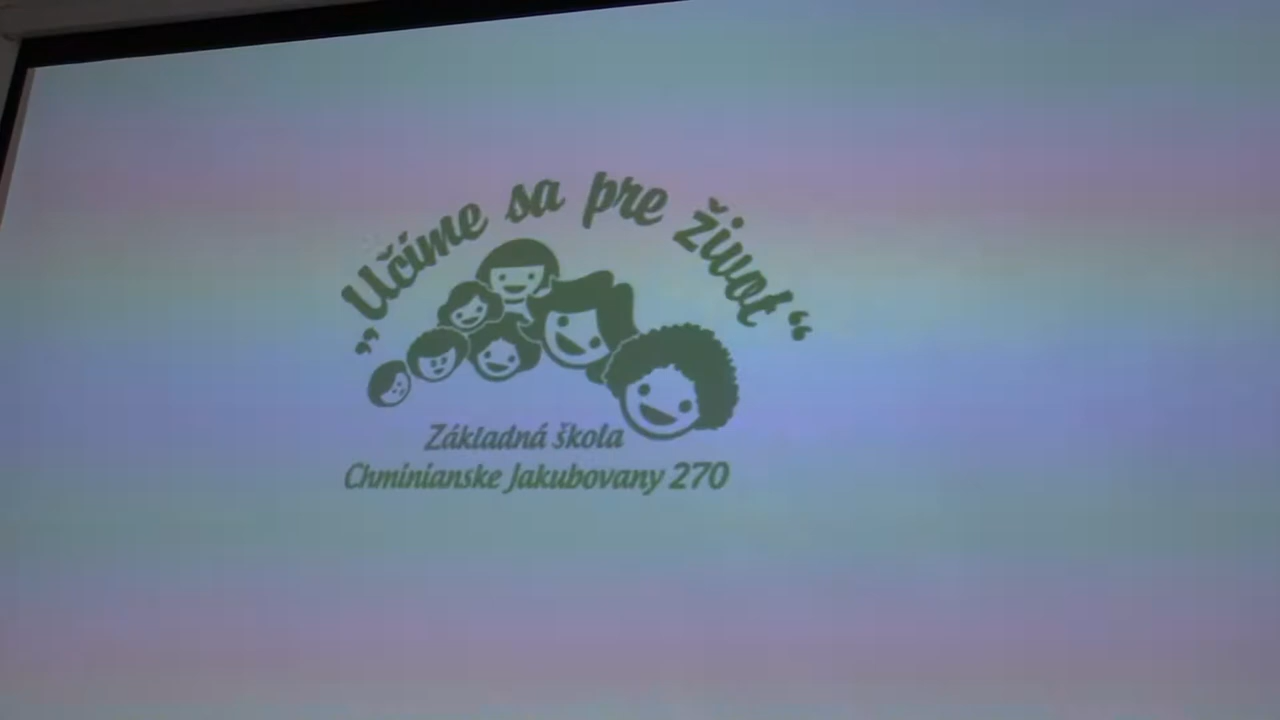 „Učíme sa pre život“
Základná škola
Chminianske Jakubovany 270